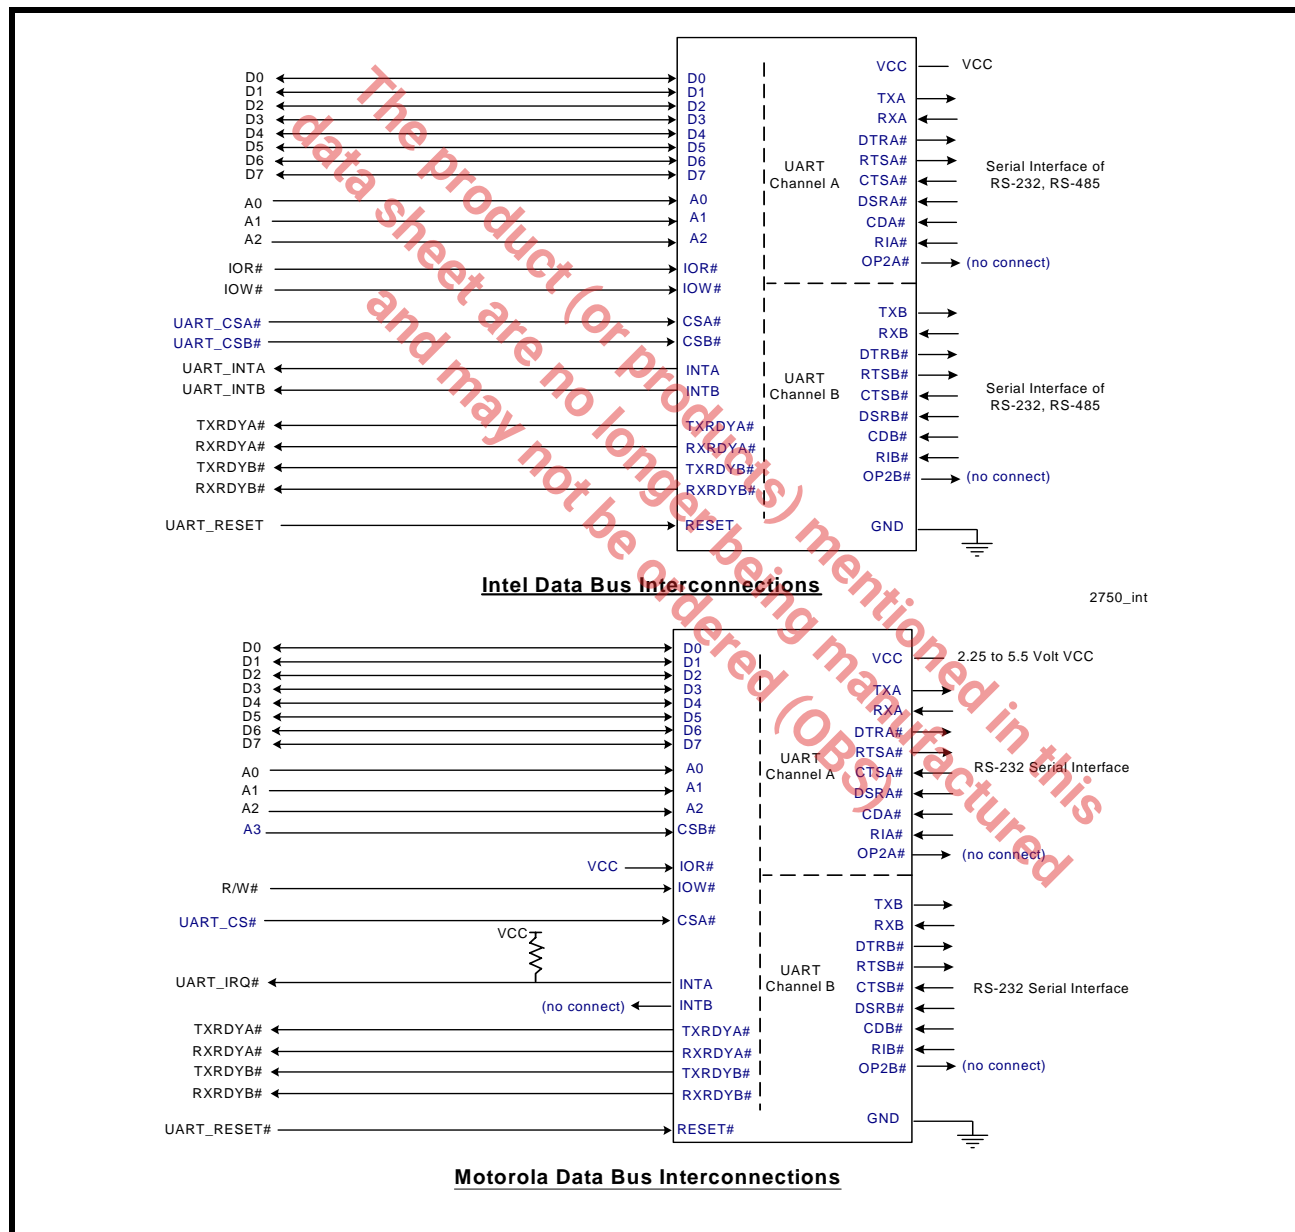 VCC VCC
D0 D0
D1 D1
D2 D2
D3 D3
D4 D4
D5 D5
D6 D6
D7 D7
A0 A0
A1 A1
A2 A2
IOR# IOR#
IOW# IOW#
UART_CSA# CSA#
UART_CSB# CSB#
UART_INTA INTA
UART_INTB INTB
TXRDYA# TXRDYA#
RXRDYA# RXRDYA#
TXRDYB# TXRDYB#
RXRDYB# RXRDYB#
UART_RESET RESET
UART
Channel A
UART
Channel B
TXA
RXA
DTRA#
RTSA#
CTSA#
DSRA#
CDA#
RIA#
OP2A# (no connect)
Serial Interface of
RS-232, RS-485
TXB
RXB
DTRB#
RTSB#
CTSB#
DSRB#
CDB#
RIB#
OP2B# (no connect)
Serial Interface of
RS-232, RS-485
GND
Intel Data Bus Interconnections
2750_int
VCC 2.25 to 5.5 Volt VCC
D0 D0
D1 D1
D2 D2
D3 D3
D4 D4
D5 D5
D6 D6
D7 D7
A0 A0
A1 A1
A2 A2
A3 CSB#
VCC IOR#
R/W# IOW#
UART_CS# CSA#
VCC
UART_IRQ# INTA
(no connect) INTB
TXRDYA# TXRDYA#
RXRDYA# RXRDYA#
TXRDYB# TXRDYB#
RXRDYB# RXRDYB#
UART_RESET# RESET#
UART
Channel A
UART
Channel B
TXA
RXA
DTRA#
RTSA#
CTSA#
DSRA#
CDA#
RIA#
OP2A# (no connect)
RS-232 Serial Interface
TXB
RXB
DTRB#
RTSB#
CTSB#
DSRB#
CDB#
RIB#
OP2B# (no connect)
RS-232 Serial Interface
GND
Motorola Data Bus Interconnections
The product (or products) mentioned in this
data sheet are no longer being manufactured
and may not be ordered (OBS)